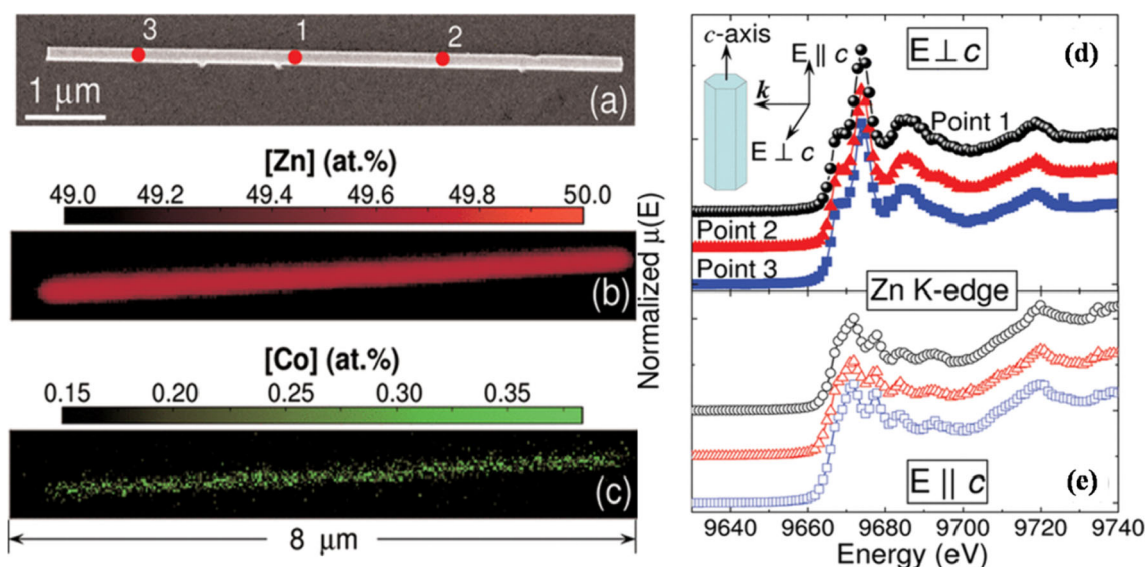 3
1
2
1 μm
(a)
[Zn] (at.%)
49.0 49.2 49.4 49.6 49.8 50.0
(b)
[Co] (at.%)
0.15 0.20 0.25 0.30 0.35
(c)
8 μm
Normalized μ(E)
c-axis
E || c
k
E ⊥ c
E⊥c
(d)
Point 1
Point 2
Point 3
Zn K-edge
E || c
(e)
9640 9660 9680 9700 9720 9740
Energy (eV)